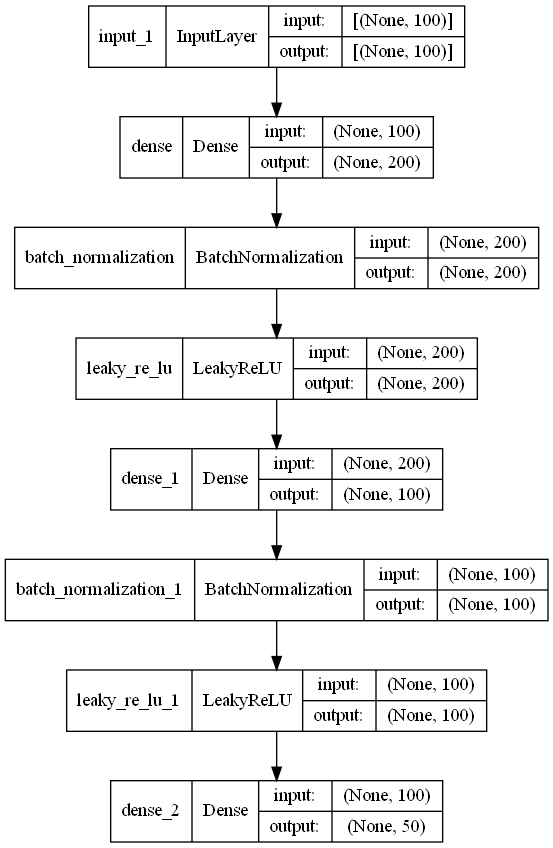 input_1 InputLayer input: [(None, 100)]
output: [(None, 100)]
dense Dense input: (None, 100)
output: (None, 200)
batch_normalization BatchNormalization input: (None, 200)
output: (None, 200)
leaky_re_lu LeakyReLU input: (None, 200)
output: (None, 200)
dense_1 Dense input: (None, 200)
output: (None, 100)
batch_normalization_1 BatchNormalization input: (None, 100)
output: (None, 100)
leaky_re_lu_1 LeakyReLU input: (None, 100)
output: (None, 100)
dense_2 Dense input: (None, 100)
output: (None, 50)